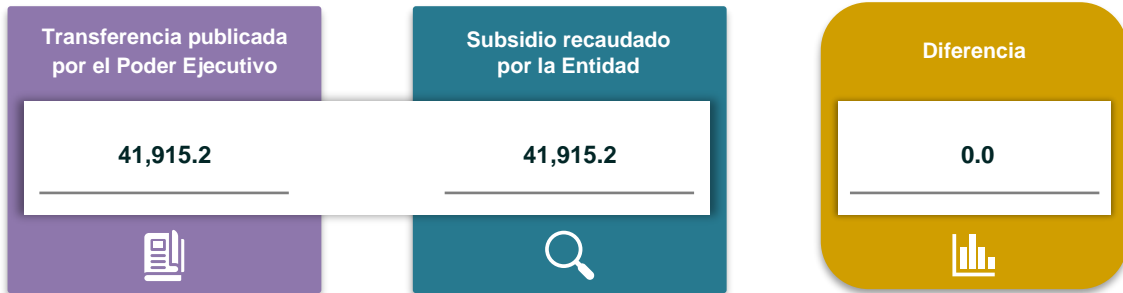 Transferencia publicada
por el Poder Ejecutivo
41,915.2
Subsidio recaudado
por la Entidad
41,915.2
Diferencia
0.0